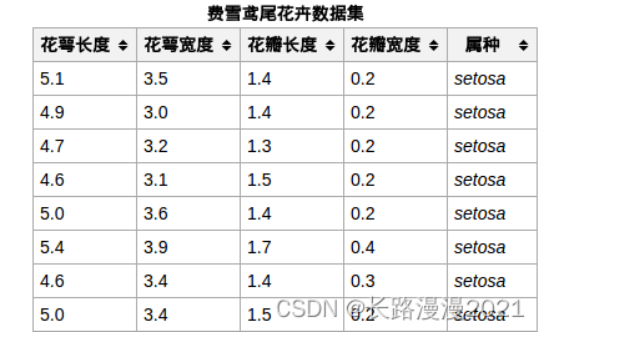 费雪鸢尾花卉数据集
花萼长度 花萼宽度 花瓣长度 花瓣宽度 属种
5.1 3.5 1.4 0.2 setosa
4.9 3.0 1.4 0.2 setosa
4.7 3.2 1.3 0.2 setosa
4.6 3.1 1.5 0.2 setosa
5.0 3.6 1.4 0.2 setosa
5.4 3.9 1.7 0.4 setosa
4.6 3.4 1.4 0.3 setosa
5.0 3.4 1.5 0.2 setosa
CSDN @长路漫漫2021